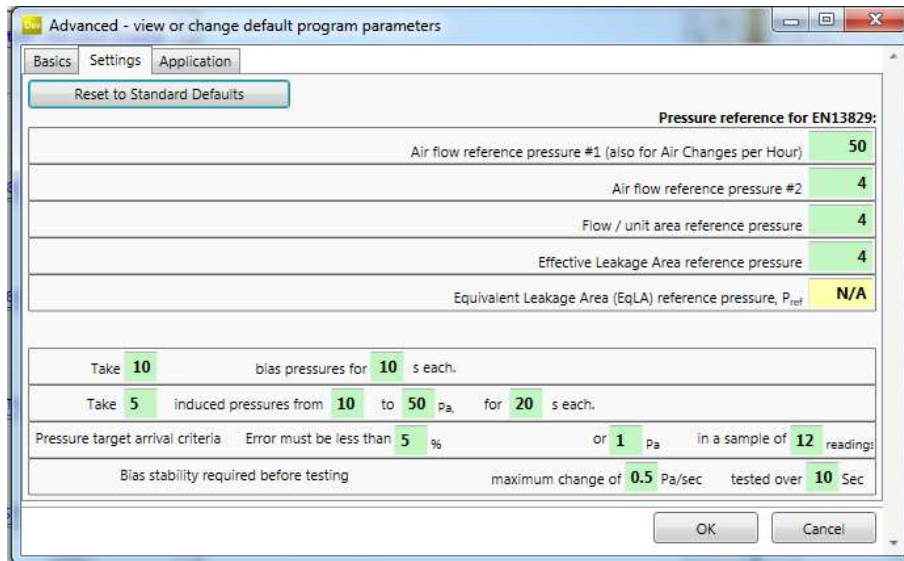 Dev Advanced - view or change default program parameters
Basics Settings Application
Reset to Standard Defaults
Pressure reference for EN13829:
Air flow reference pressure #1 (also for Air Changes per Hour) 50
Air flow reference pressure #2 4
Flow / unit area reference pressure 4
Effective Leakage Area reference pressure 4
Equivalent Leakage Area (EqLA) reference pressure, Pref N/A
Take 10 bias pressures for 10 s each.
Take 5 induced pressures from 10 to 50 Pa, for 20 s each.
Pressure target arrival criteria Error must be less than 5 % or 1 Pa in a sample of 12 readings
Bias stability required before testing maximum change of 0.5 Pa/sec tested over 10 Sec
OK Cancel